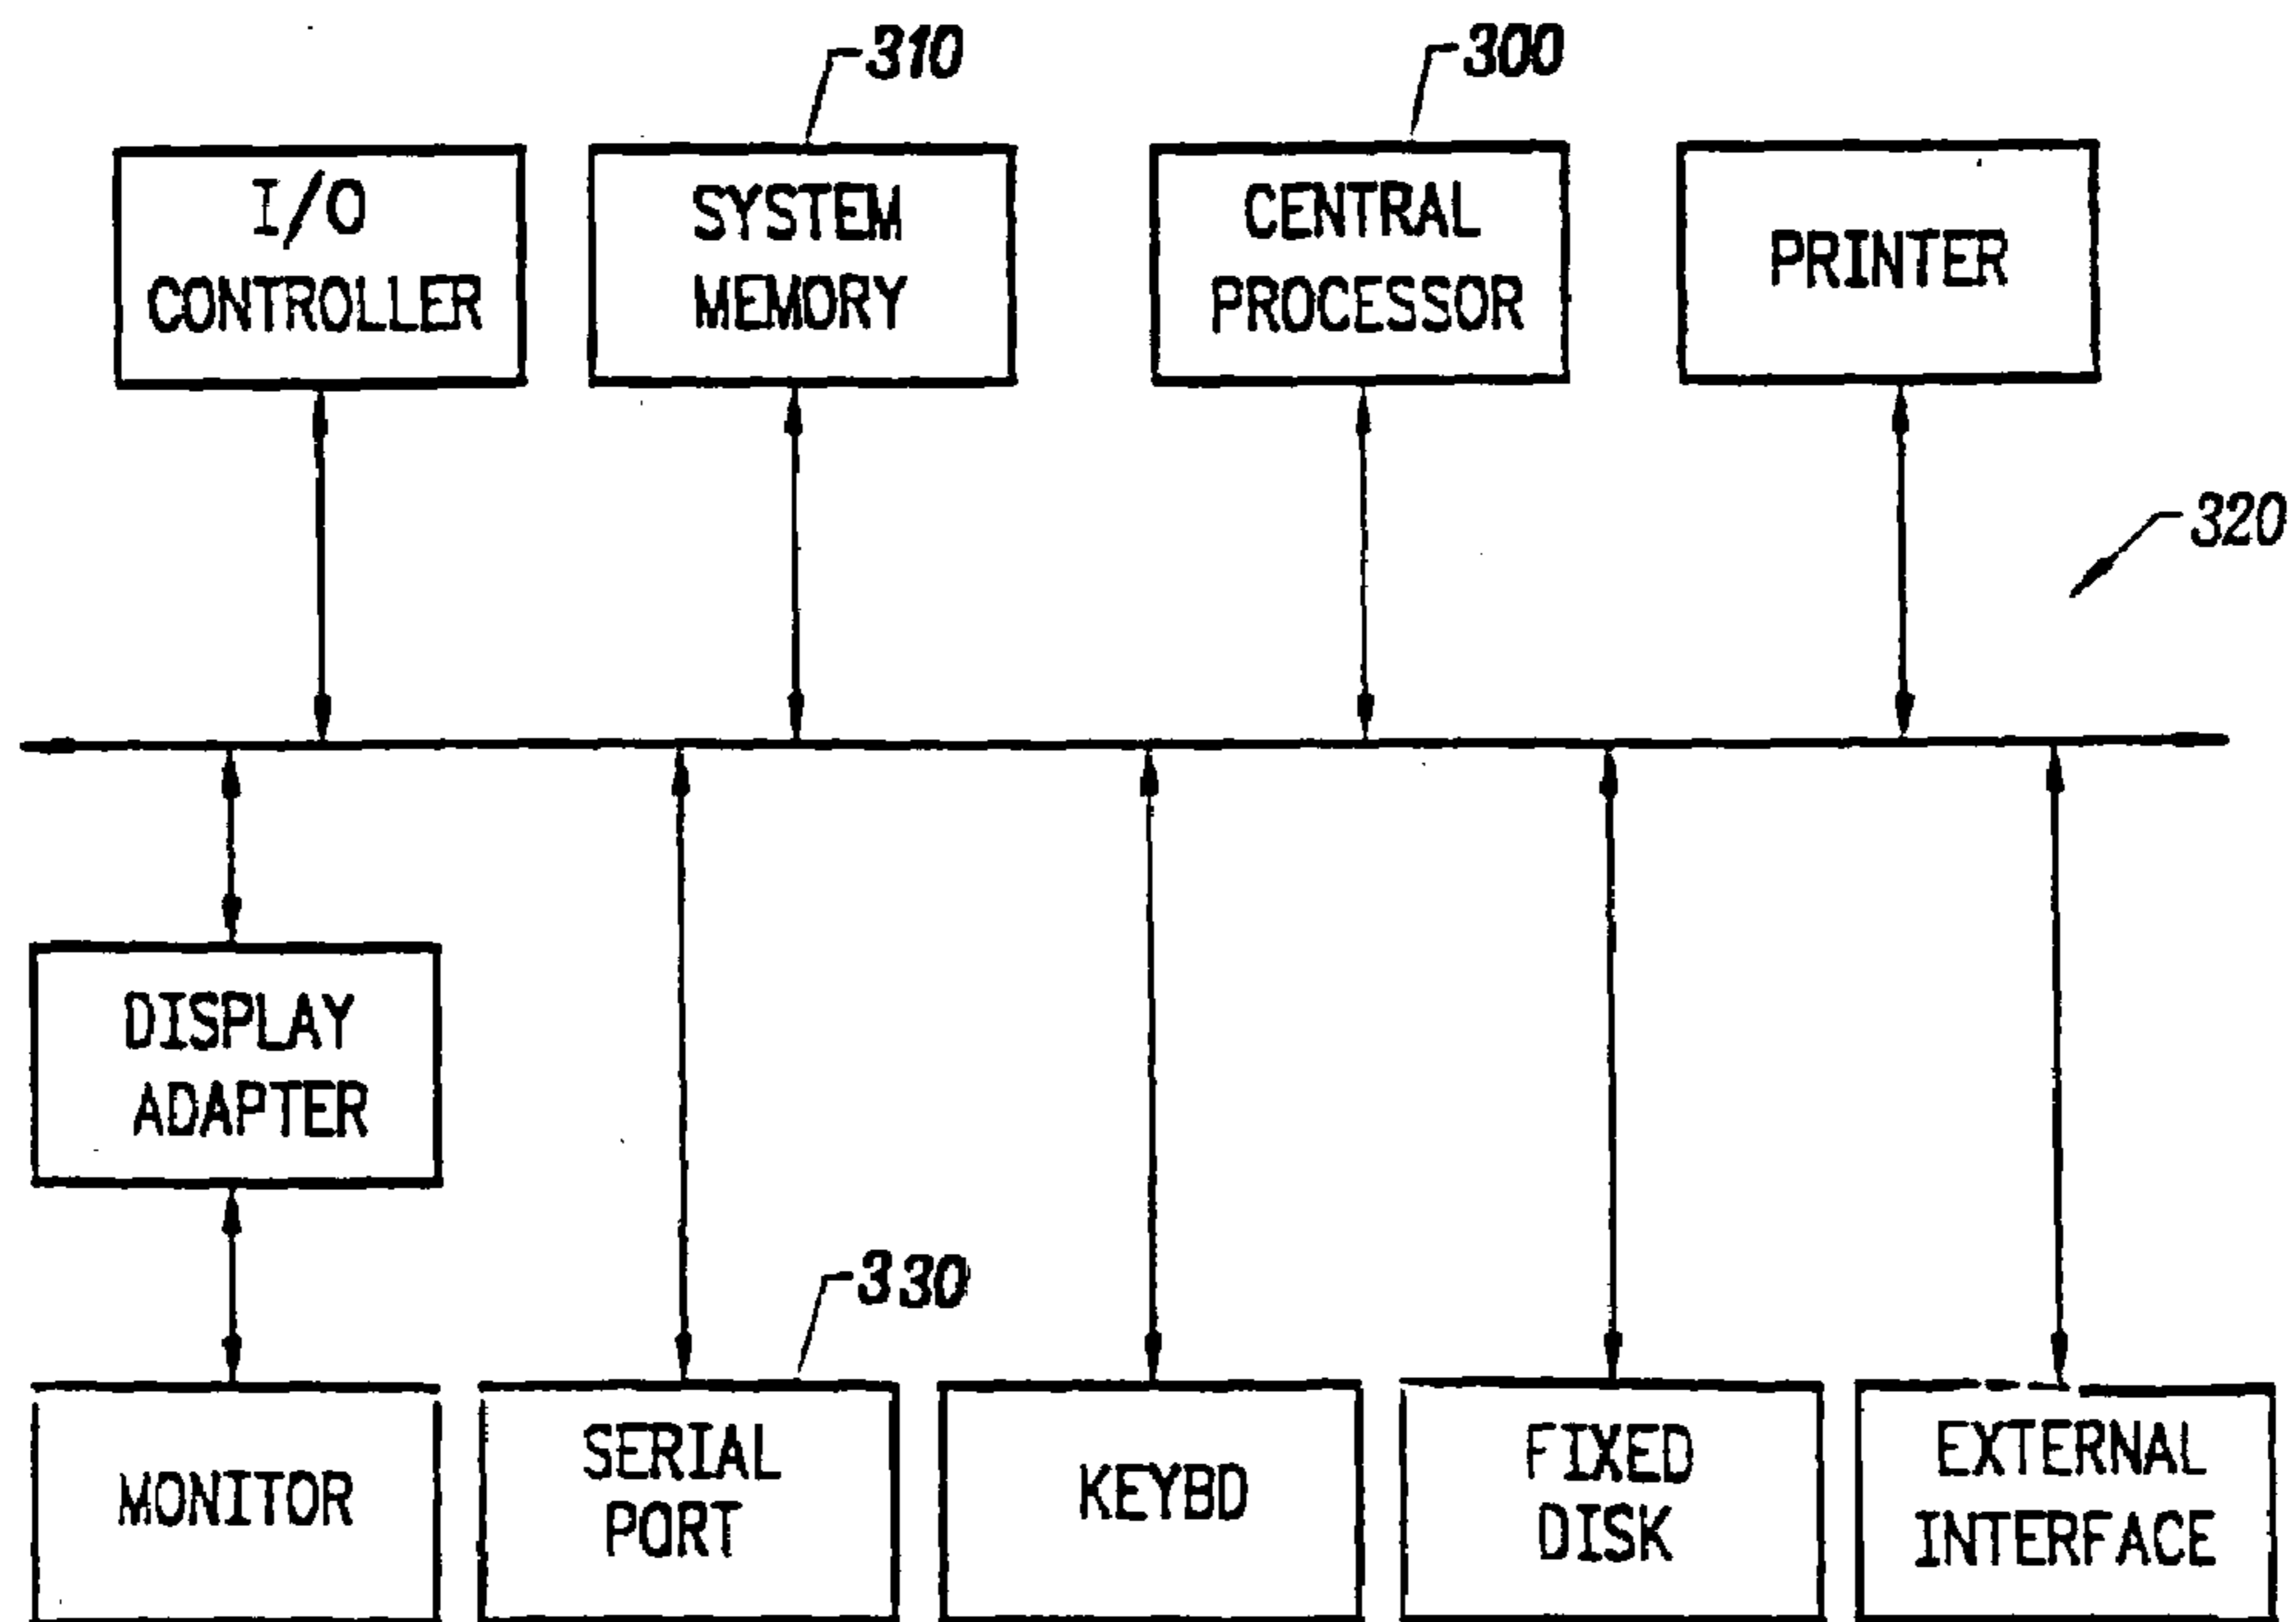 310
300
I/O
CONTROLLER
SYSTEM
MEMORY
CENTRAL
PROCESSOR
PRINTER
320
DISPLAY
ADAPTER
330
MONITOR
SERIAL
PORT
KEYBD
FIXED
DISK
EXTERNAL
INTERFACE